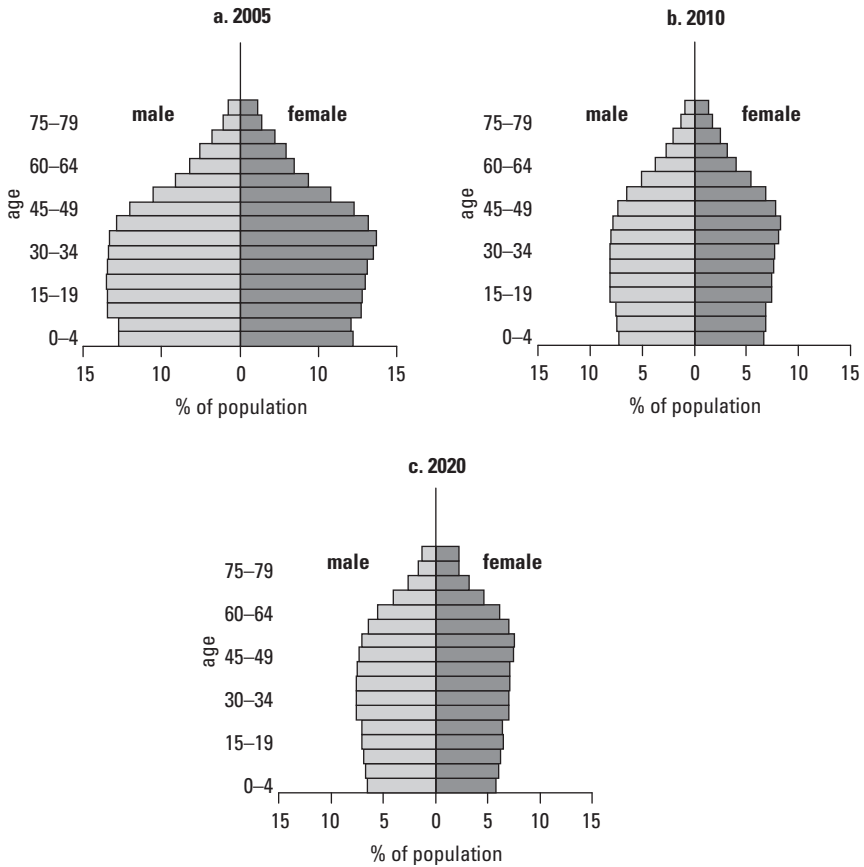 a. 2005
male female
75–79
60–64
45–49
30–34
15–19
0–4
age
15 10 0 10 15
% of population
b. 2010
male female
75–79
60–64
45–49
30–34
15–19
0–4
age
15 10 5 0 5 10 15
% of population
c. 2020
male female
75–79
60–64
45–49
30–34
15–19
0–4
age
15 10 5 0 5 10 15
% of population